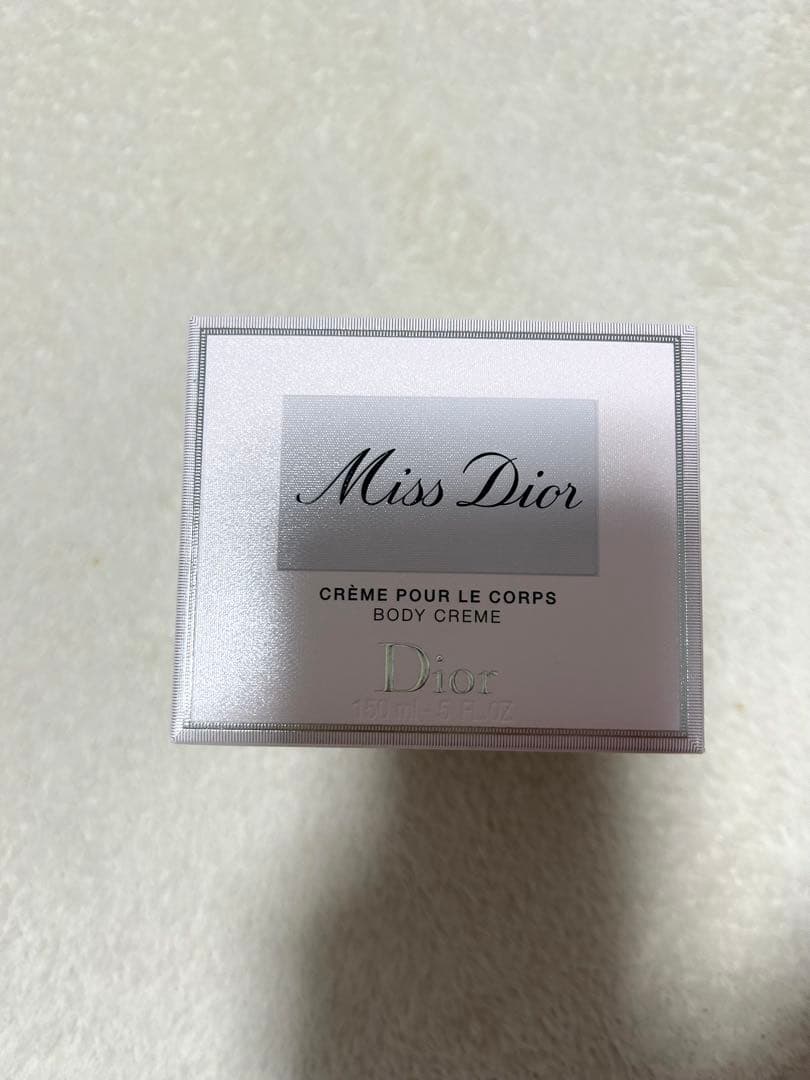 Miss Dior
CRÈME POUR LE CORPS
BODY CREME
Dior
150 ml - 5 FL.OZ